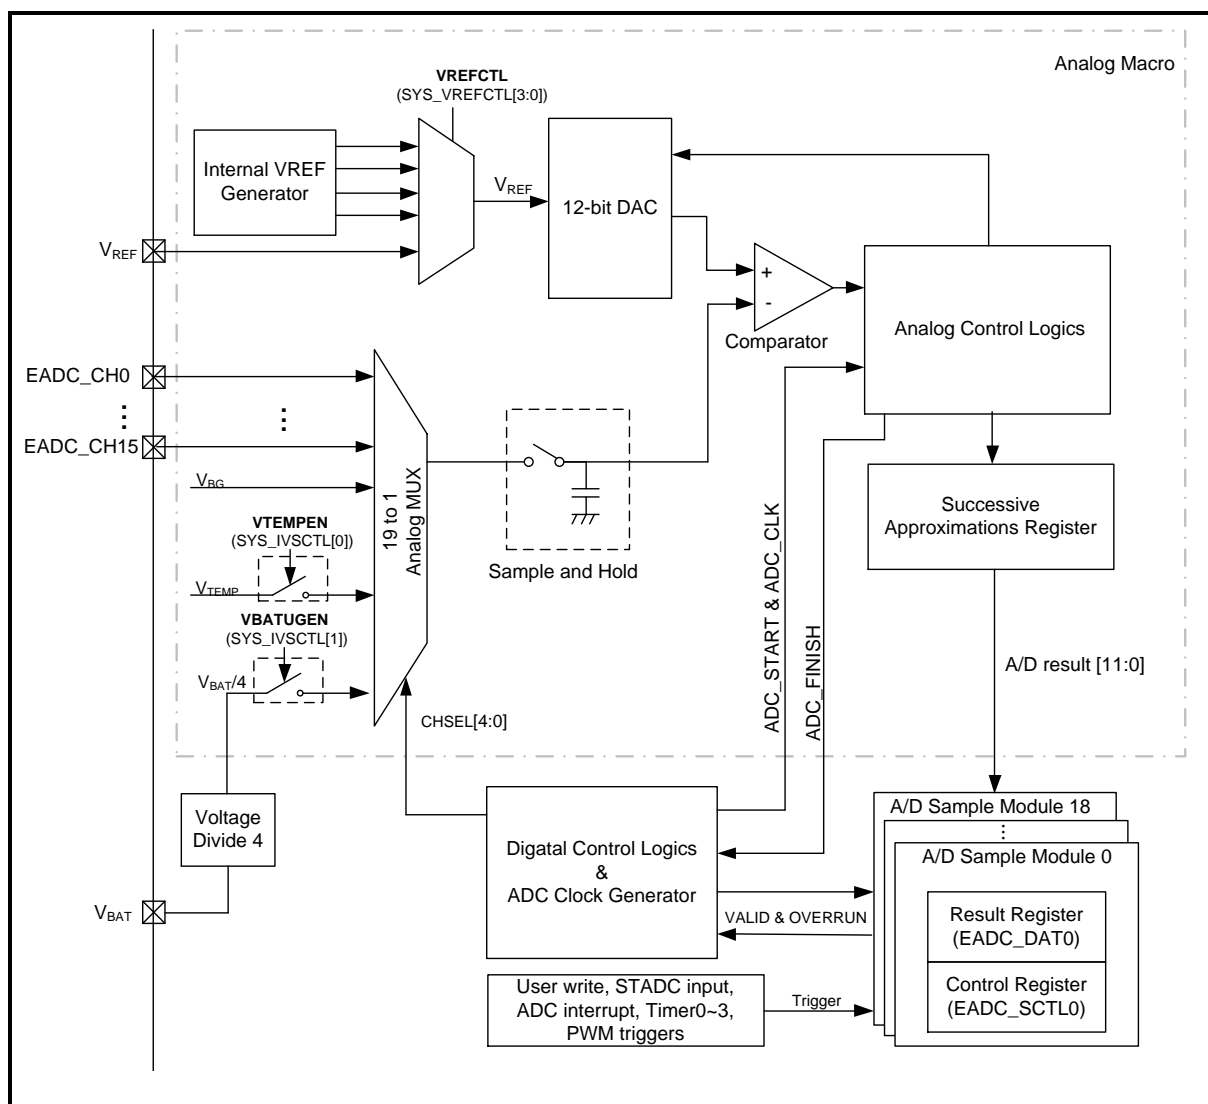 Analog Macro
VREFCTL
(SYS_VREFCTL[3:0])
Internal VREF
Generator
VREF
12-bit DAC
VREF
+
-
Comparator
Analog Control Logics
EADC_CH0
EADC_CH15
VBG
VTEMPEN
(SYS_IVSCTL[0])
VTEMP
VBATUGEN
(SYS_IVSCTL[1])
VBAT/4
19 to 1
Analog MUX
Sample and Hold
Successive
Approximations Register
ADC_START & ADC_CLK
ADC_FINISH
A/D result [11:0]
CHSEL[4:0]
Voltage
Divide 4
VBAT
Digatal Control Logics
&
ADC Clock Generator
VALID & OVERRUN
A/D Sample Module 18
A/D Sample Module 0
Result Register
(EADC_DAT0)
Control Register
(EADC_SCTL0)
User write, STADC input,
ADC interrupt, Timer0~3,
PWM triggers
Trigger